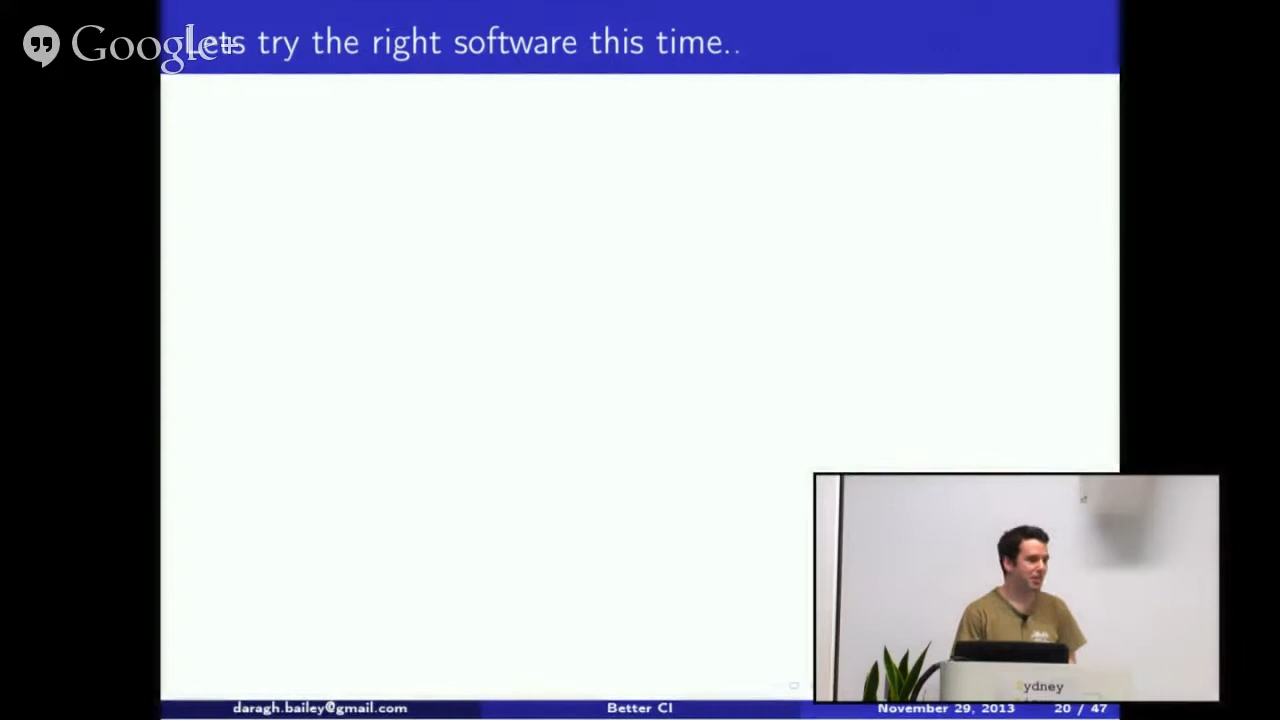 Google+
Lets try the right software this time..
Sydney
daragh.bailey@gmail.com Better CI November 29, 2013 20 / 47